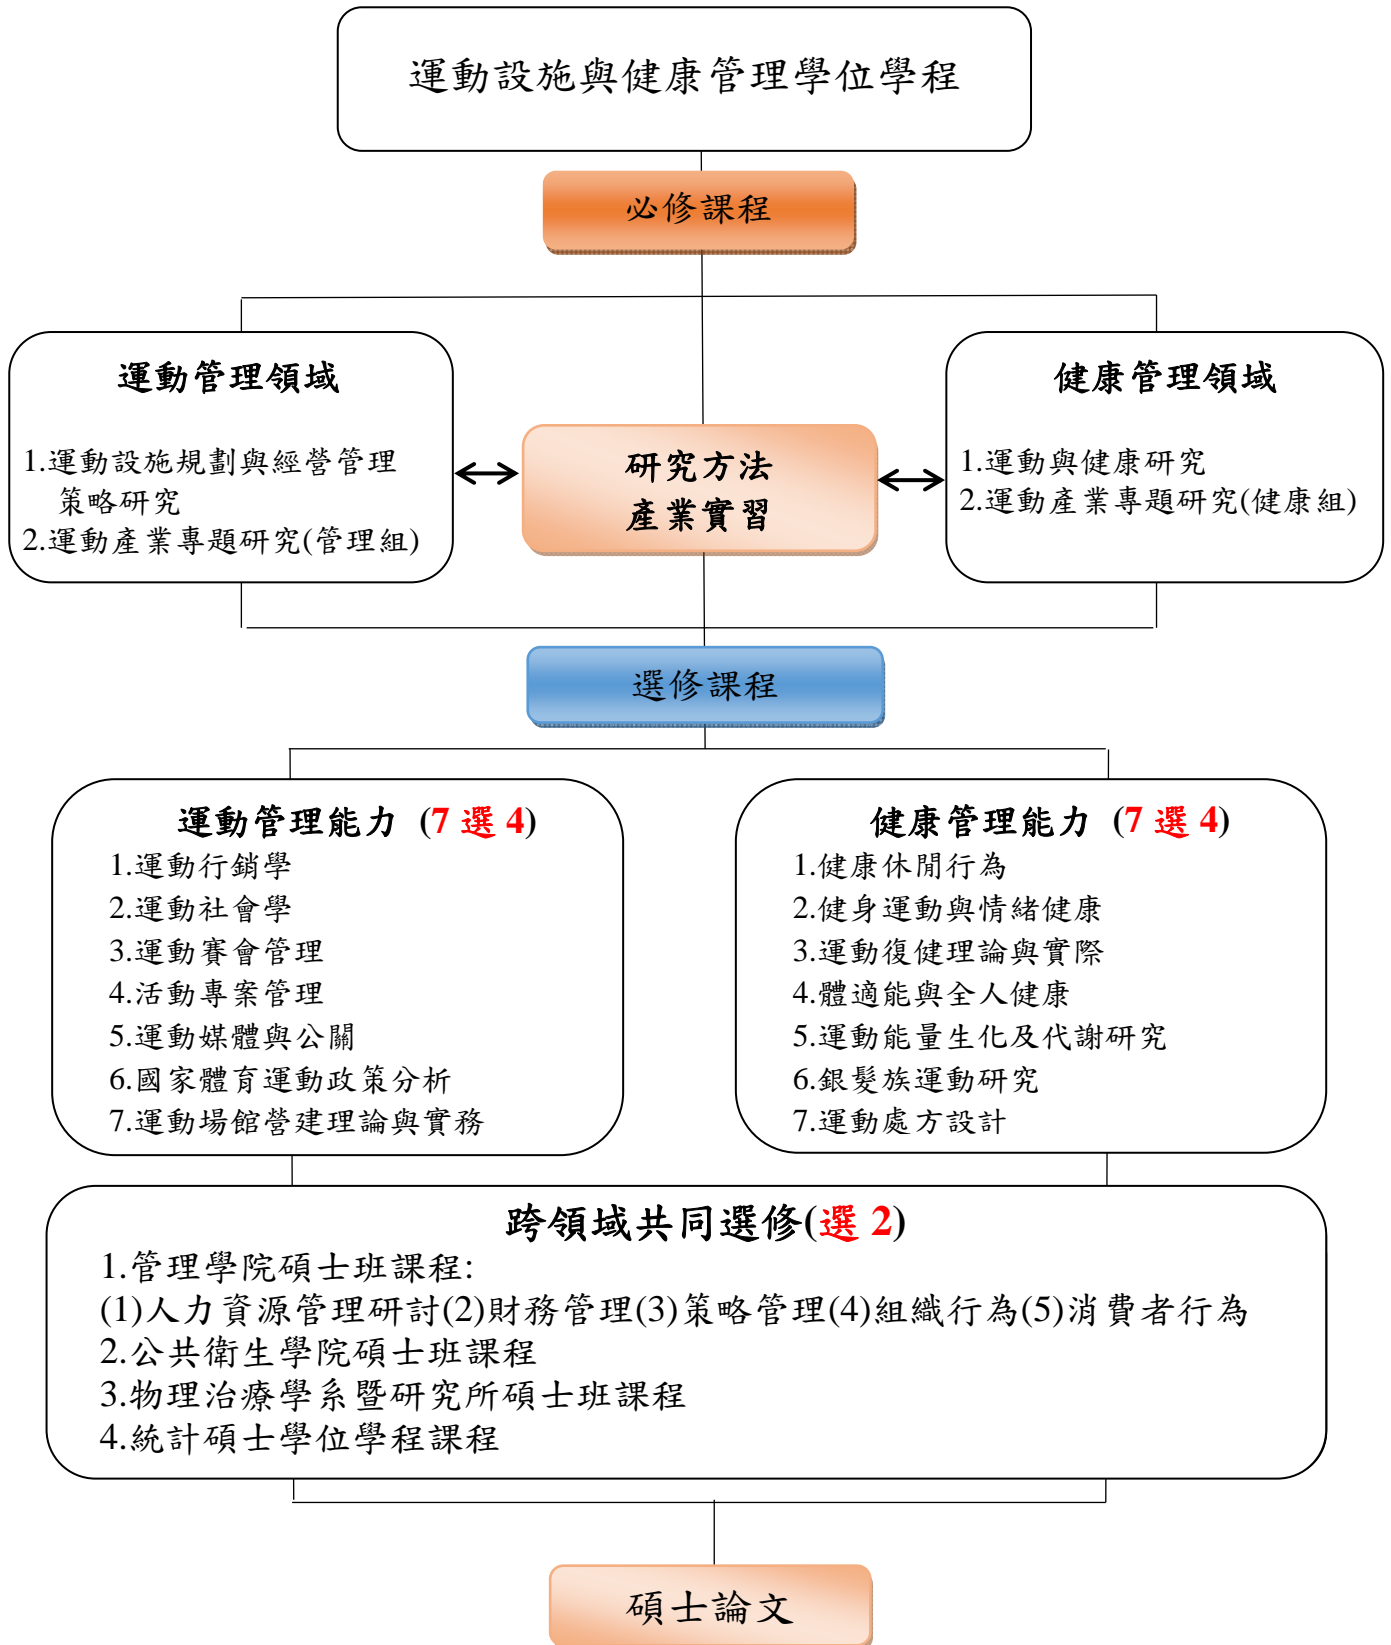 運動設施與健康管理學位學程
必修課程
運動管理領域
1.運動設施規劃與經營管理
策略研究
2.運動產業專題研究(管理組)
研究方法
產業實習
健康管理領域
1.運動與健康研究
2.運動產業專題研究(健康組)
選修課程
運動管理能力 (7 選 4)
1.運動行銷學
2.運動社會學
3.運動賽會管理
4.活動專案管理
5.運動媒體與公關
6.國家體育運動政策分析
7.運動場館營建理論與實務
健康管理能力 (7 選 4)
1.健康休閒行為
2.健身運動與情緒健康
3.運動復健理論與實際
4.體適能與全人健康
5.運動能量生化及代謝研究
6.銀髮族運動研究
7.運動處方設計
跨領域共同選修(選 2)
1.管理學院碩士班課程:
(1)人力資源管理研討(2)財務管理(3)策略管理(4)組織行為(5)消費者行為
2.公共衛生學院碩士班課程
3.物理治療學系暨研究所碩士班課程
4.統計碩士學位學程課程
碩士論文